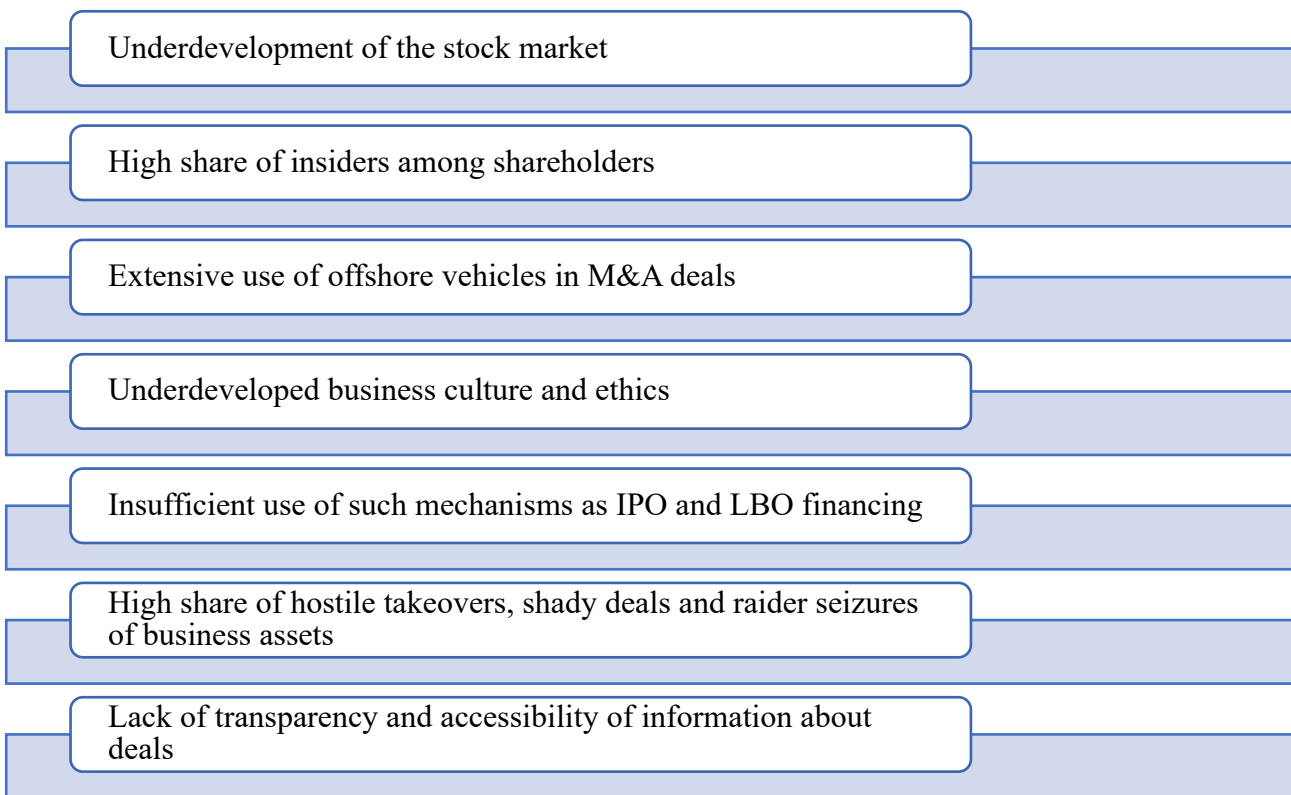 Underdevelopment of the stock market
High share of insiders among shareholders
Extensive use of offshore vehicles in M&A deals
Underdeveloped business culture and ethics
Insufficient use of such mechanisms as IPO and LBO financing
High share of hostile takeovers, shady deals and raider seizures
of business assets
Lack of transparency and accessibility of information about
deals